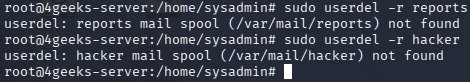 root@4geeks-server:/home/sysadmin# sudo userdel -r reports
userdel: reports mail spool (/var/mail/reports) not found
root@4geeks-server:/home/sysadmin# sudo userdel -r hacker
userdel: hacker mail spool (/var/mail/hacker) not found
root@4geeks-server:/home/sysadmin#